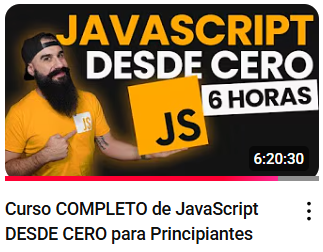 JAVASCRIPT
DESDE CERO
6 HORAS
JS
JS
6:20:30
Curso COMPLETO de JavaScript
DESDE CERO para Principiantes